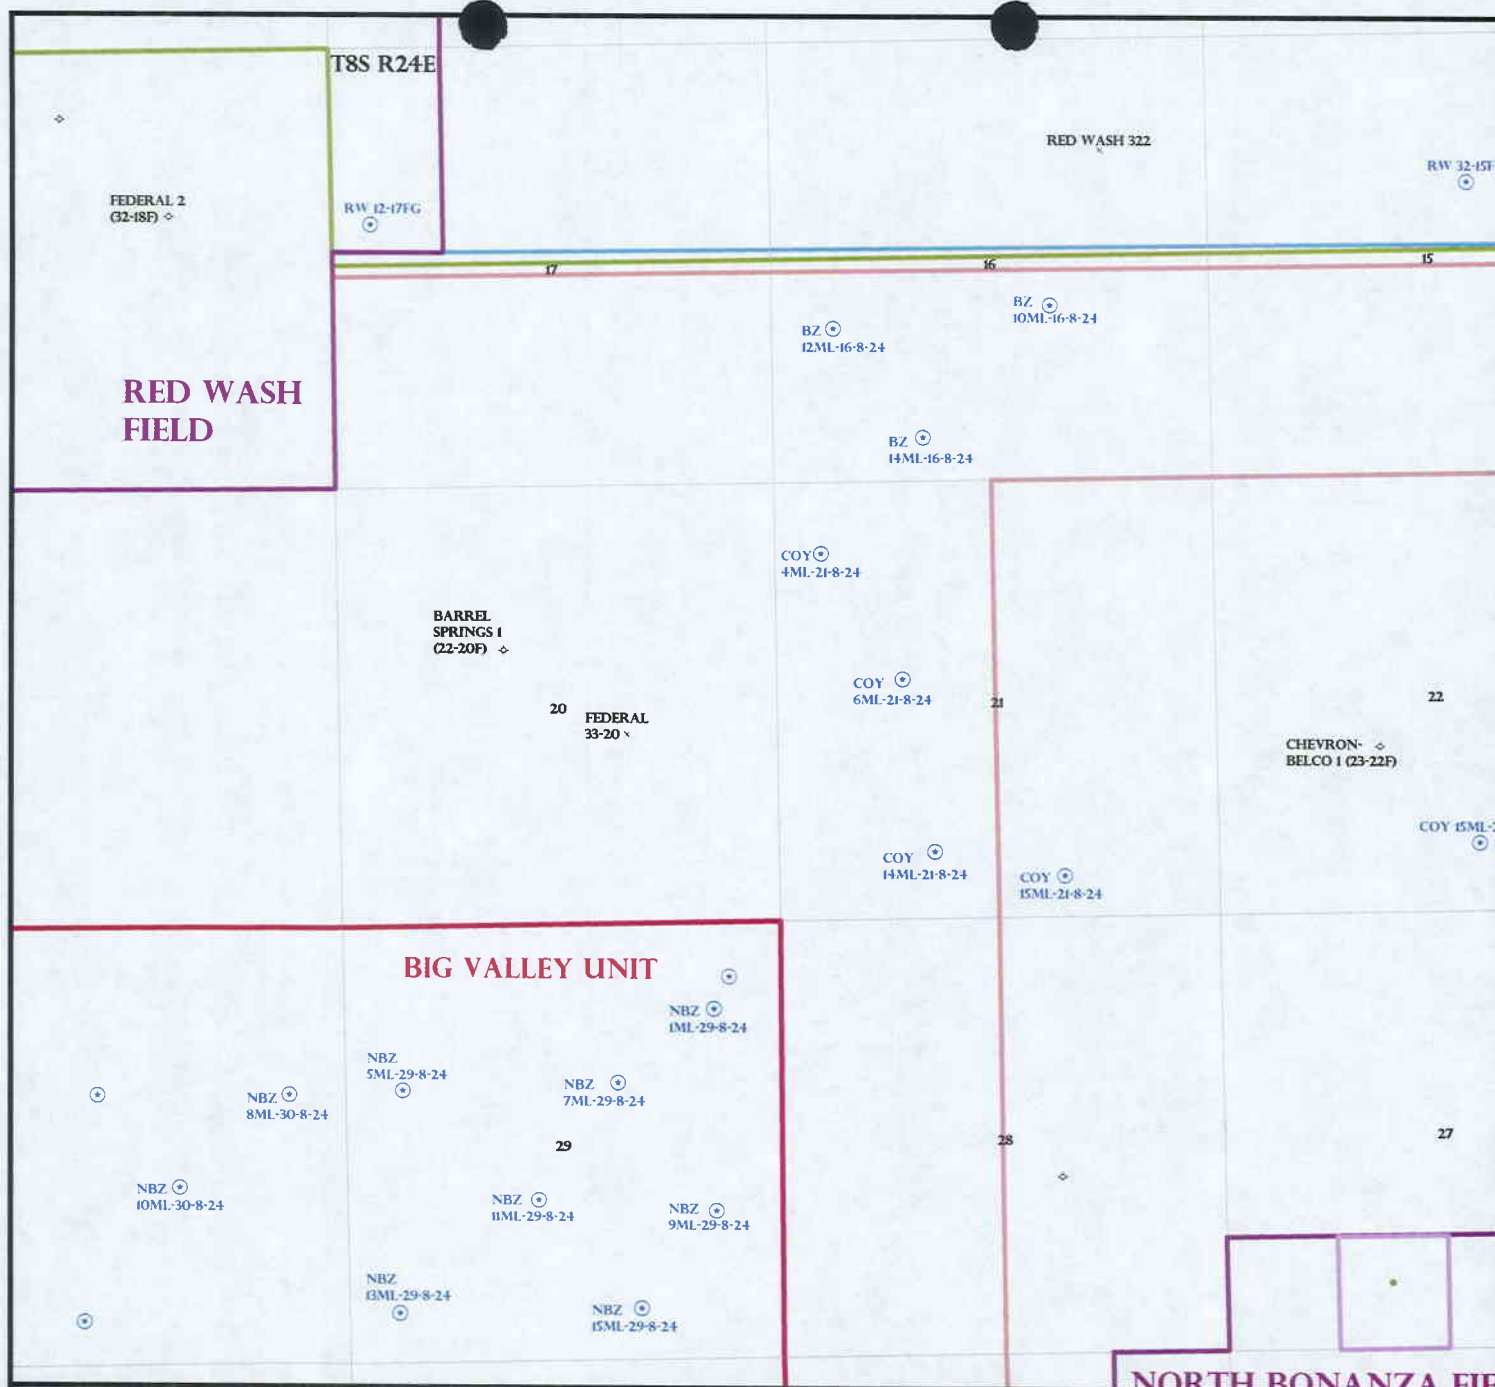 T8S R24E
RED WASH 322
RW 32-15F
FEDERAL 2
(32-18F)
RW 12-17FG
17
16
15
BZ
10ML-16-8-24
BZ
12ML-16-8-24
RED WASH
FIELD
BZ
14ML-16-8-24
COY
4ML-21-8-24
BARREL
SPRINGS 1
(22-20F)
COY
6ML-21-8-24
20
FEDERAL
33-20
21
22
CHEVRON-
BELCO 1 (23-22F)
COY 15ML-2
COY
14ML-21-8-24
COY
15ML-21-8-24
BIG VALLEY UNIT
NBZ
1ML-29-8-24
NBZ
5ML-29-8-24
NBZ
7ML-29-8-24
NBZ
8ML-30-8-24
29
28
27
NBZ
10ML-30-8-24
NBZ
11ML-29-8-24
NBZ
9ML-29-8-24
NBZ
13ML-29-8-24
NBZ
15ML-29-8-24
NORTH BONANZA FIE